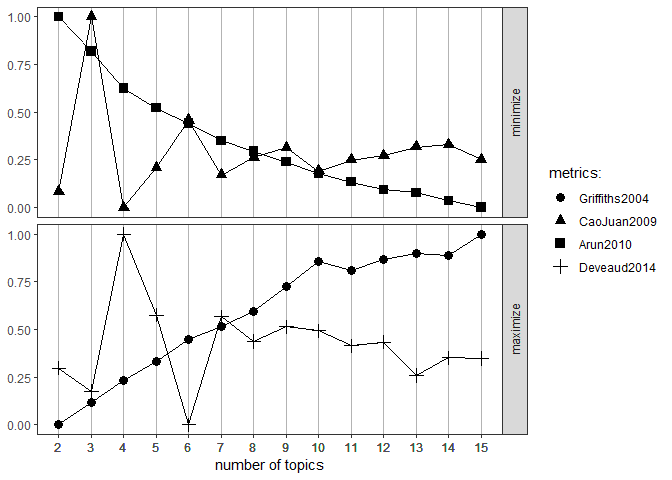 1.00
0.75
0.50
0.25
0.00
minimize
1.00
0.75
0.50
0.25
0.00
maximize
2 3 4 5 6 7 8 9 10 11 12 13 14 15
number of topics
metrics:
Griffiths2004
CaoJuan2009
Arun2010
Deveaud2014